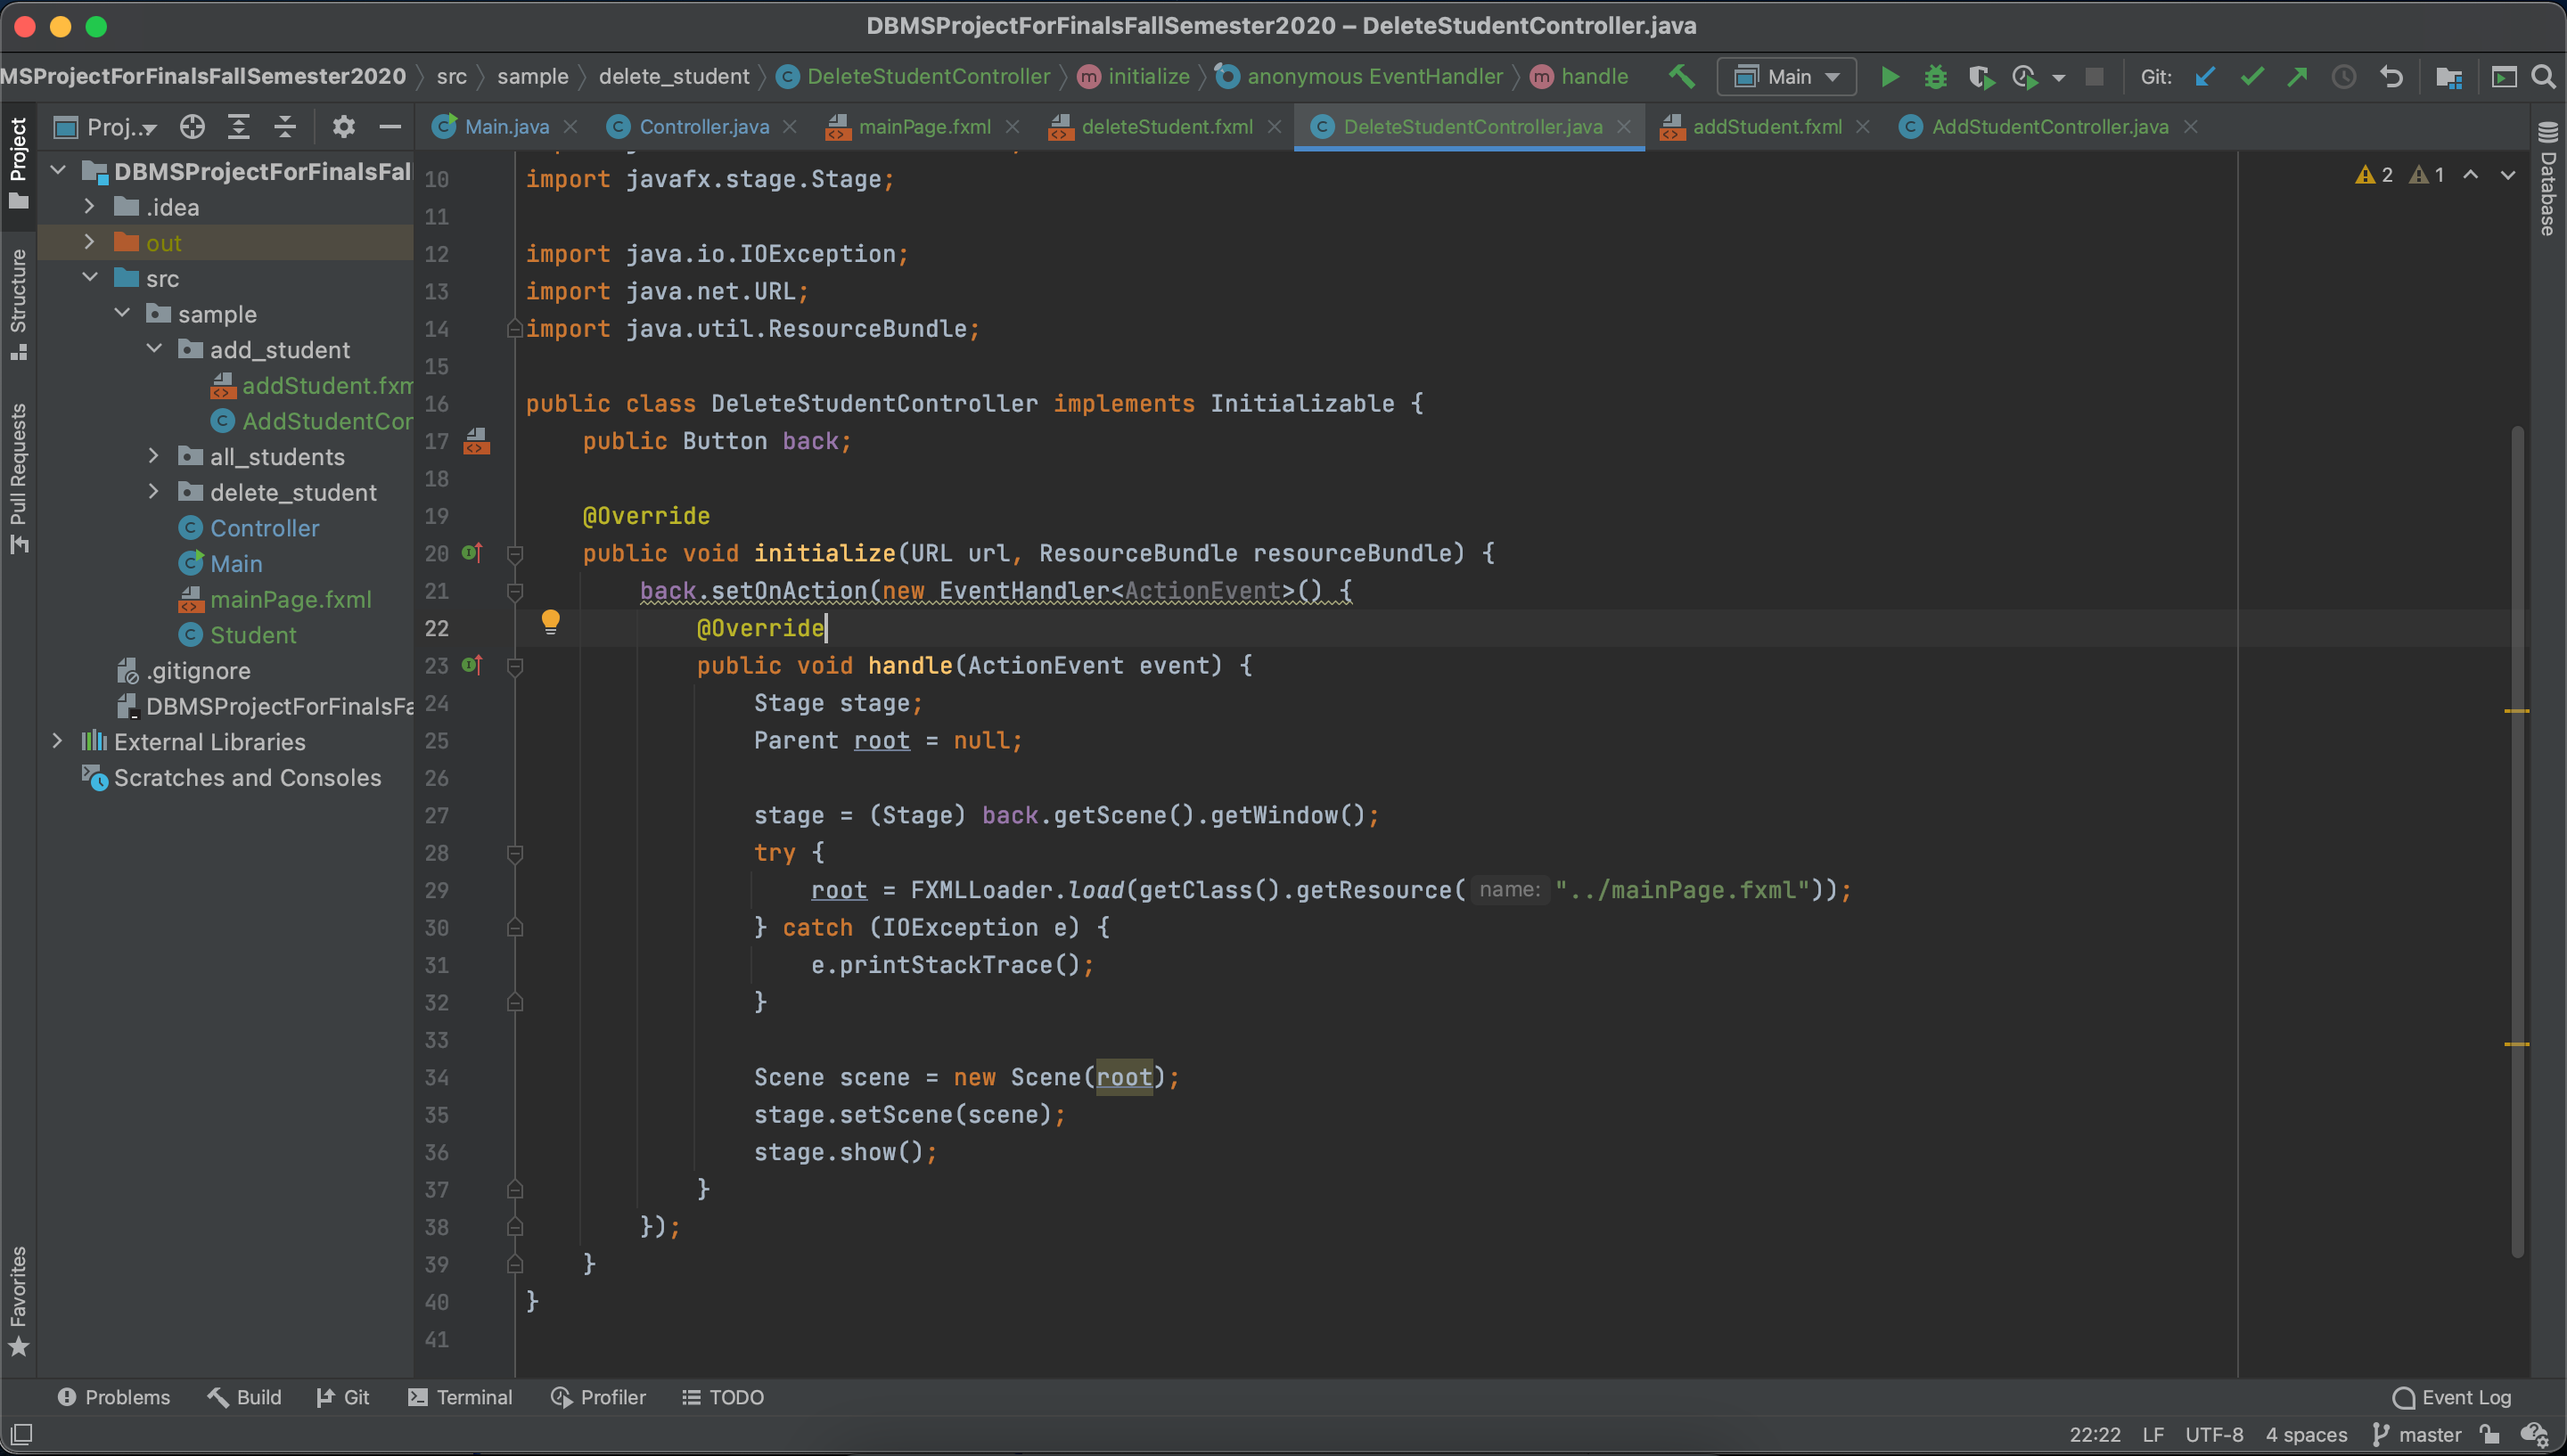 DBMSProjectForFinalsFallSemester2020 – DeleteStudentController.java
MSProjectForFinalsFallSemester2020 src sample delete_student DeleteStudentController initialize anonymous EventHandler handle Main Git:
Proj... Main.java Controller.java mainPage.fxml deleteStudent.fxml DeleteStudentController.java addStudent.fxml AddStudentController.java
Project
Structure
Pull Requests
Favorites
DBMSProjectForFinalsFal
.idea
out
src
sample
add_student
addStudent.fxm
AddStudentCor
all_students
delete_student
Controller
Main
mainPage.fxml
Student
.gitignore
DBMSProjectForFinalsFa
External Libraries
Scratches and Consoles
2 1
Database
10 import javafx.stage.Stage;
11
12 import java.io.IOException;
13 import java.net.URL;
14 import java.util.ResourceBundle;
15
16 public class DeleteStudentController implements Initializable {
17 public Button back;
18
19 @Override
20 public void initialize(URL url, ResourceBundle resourceBundle) {
21 back.setOnAction(new EventHandler<ActionEvent>() {
22 @Override
23 public void handle(ActionEvent event) {
24 Stage stage;
25 Parent root = null;
26
27 stage = (Stage) back.getScene().getWindow();
28 try {
29 root = FXMLLoader.load(getClass().getResource( name: "../mainPage.fxml"));
30 } catch (IOException e) {
31 e.printStackTrace();
32 }
33
34 Scene scene = new Scene(root);
35 stage.setScene(scene);
36 stage.show();
37 }
38 });
39 }
40 }
41
Problems Build Git Terminal Profiler TODO Event Log
22:22 LF UTF-8 4 spaces master